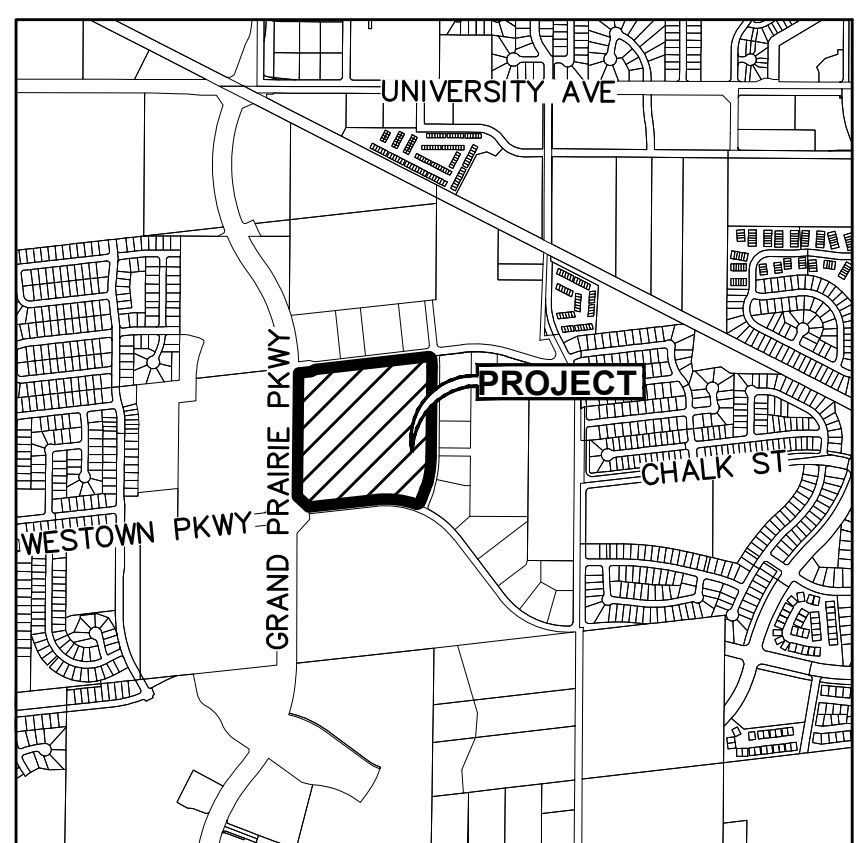 UNIVERSITY AVE
GRAND PRAIRIE PKWY
PROJECT
CHALK ST
WESTOWN PKWY